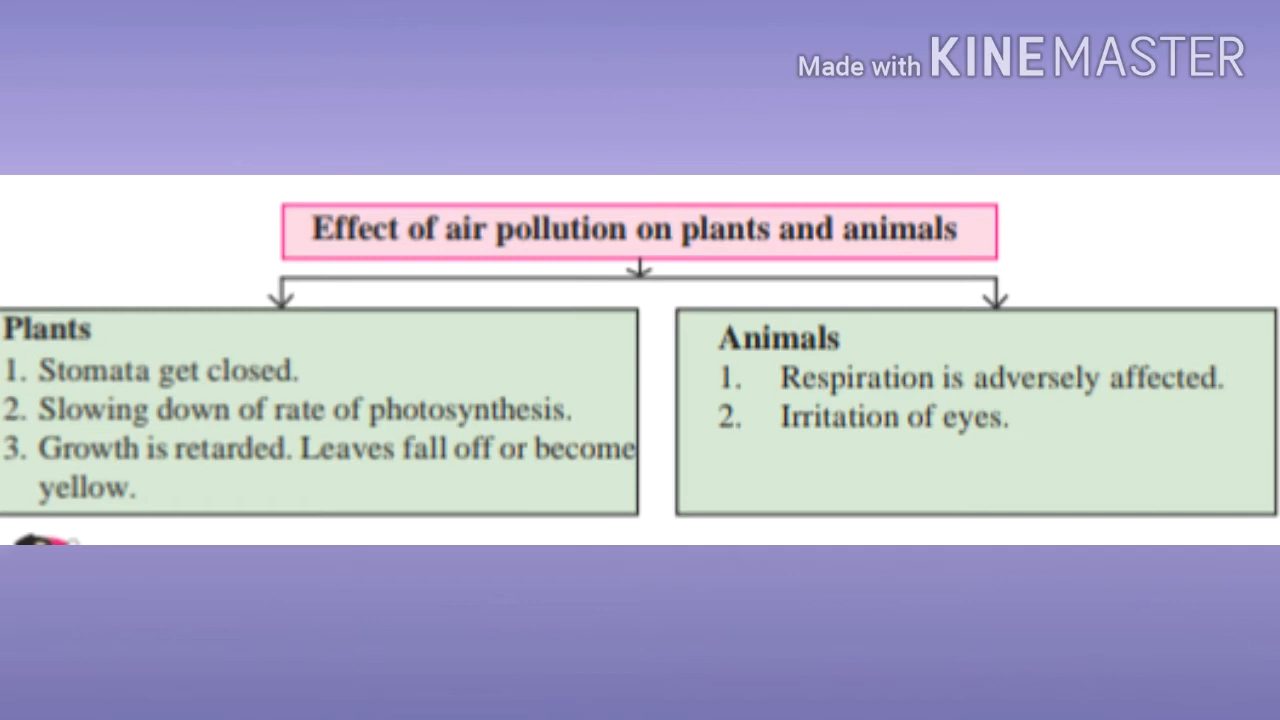 Made with KINEMASTER
Effect of air pollution on plants and animals
Plants
1. Stomata get closed.
2. Slowing down of rate of photosynthesis.
3. Growth is retarded. Leaves fall off or become
yellow.
Animals
1. Respiration is adversely affected.
2. Irritation of eyes.